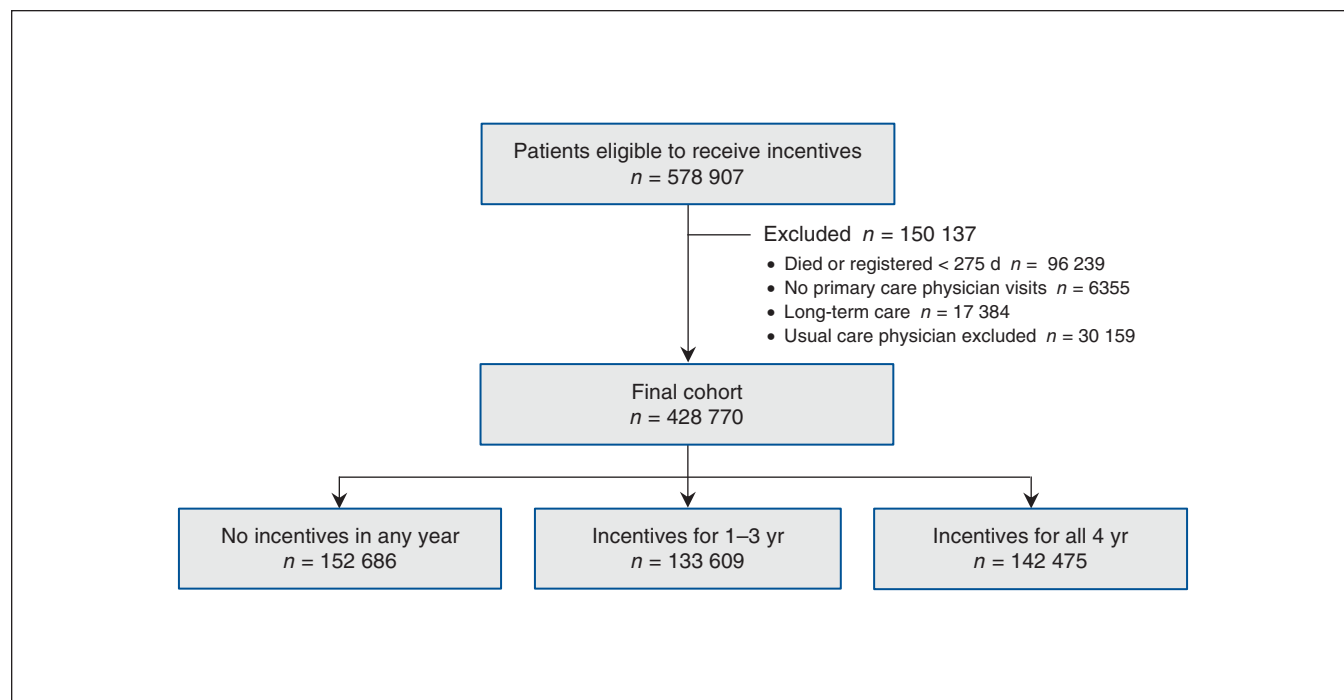 Patients eligible to receive incentives
n = 578 907
Excluded n = 150 137
• Died or registered < 275 d n = 96 239
• No primary care physician visits n = 6355
• Long-term care n = 17 384
• Usual care physician excluded n = 30 159
Final cohort
n = 428 770
No incentives in any year
n = 152 686
Incentives for 1–3 yr
n = 133 609
Incentives for all 4 yr
n = 142 475